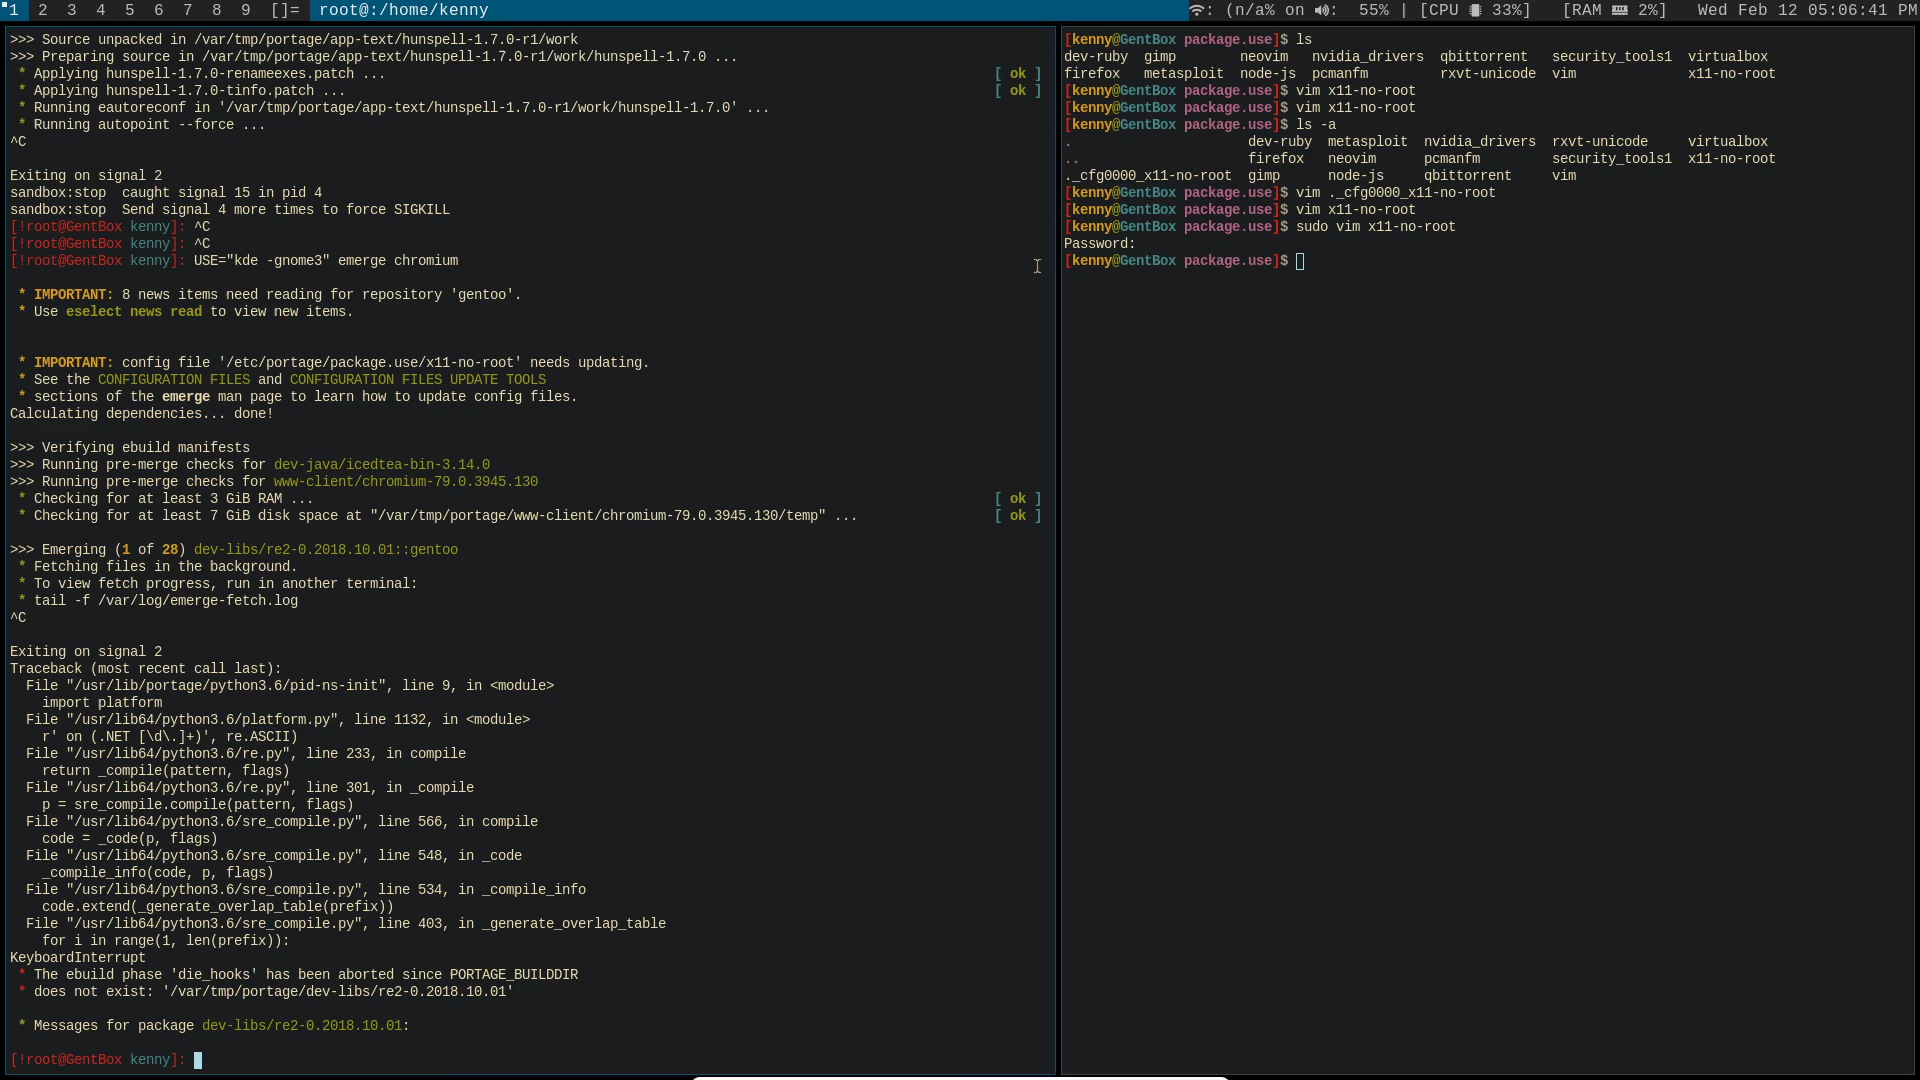 1 2 3 4 5 6 7 8 9 []= root@:/home/kenny : (n/a% on : 55% | [CPU 33%] [RAM 2%] Wed Feb 12 05:06:41 PM
>>> Source unpacked in /var/tmp/portage/app-text/hunspell-1.7.0-r1/work
>>> Preparing source in /var/tmp/portage/app-text/hunspell-1.7.0-r1/work/hunspell-1.7.0 ...
* Applying hunspell-1.7.0-renameexes.patch ... [ ok ]
* Applying hunspell-1.7.0-tinfo.patch ... [ ok ]
* Running eautoreconf in '/var/tmp/portage/app-text/hunspell-1.7.0-r1/work/hunspell-1.7.0' ...
* Running autopoint --force ...
^C
Exiting on signal 2
sandbox:stop  caught signal 15 in pid 4
sandbox:stop  Send signal 4 more times to force SIGKILL
[!root@GentBox kenny]: ^C
[!root@GentBox kenny]: ^C
[!root@GentBox kenny]: USE="kde -gnome3" emerge chromium
* IMPORTANT: 8 news items need reading for repository 'gentoo'.
* Use eselect news read to view new items.
* IMPORTANT: config file '/etc/portage/package.use/x11-no-root' needs updating.
* See the CONFIGURATION FILES and CONFIGURATION FILES UPDATE TOOLS
* sections of the emerge man page to learn how to update config files.
Calculating dependencies... done!
>>> Verifying ebuild manifests
>>> Running pre-merge checks for dev-java/icedtea-bin-3.14.0
>>> Running pre-merge checks for www-client/chromium-79.0.3945.130
* Checking for at least 3 GiB RAM ... [ ok ]
* Checking for at least 7 GiB disk space at "/var/tmp/portage/www-client/chromium-79.0.3945.130/temp" ... [ ok ]
>>> Emerging (1 of 28) dev-libs/re2-0.2018.10.01::gentoo
* Fetching files in the background.
* To view fetch progress, run in another terminal:
* tail -f /var/log/emerge-fetch.log
^C
Exiting on signal 2
Traceback (most recent call last):
File "/usr/lib/portage/python3.6/pid-ns-init", line 9, in <module>
import platform
File "/usr/lib64/python3.6/platform.py", line 1132, in <module>
r' on (.NET [\d\.]+)', re.ASCII)
File "/usr/lib64/python3.6/re.py", line 233, in compile
return _compile(pattern, flags)
File "/usr/lib64/python3.6/re.py", line 301, in _compile
p = sre_compile.compile(pattern, flags)
File "/usr/lib64/python3.6/sre_compile.py", line 566, in compile
code = _code(p, flags)
File "/usr/lib64/python3.6/sre_compile.py", line 548, in _code
_compile_info(code, p, flags)
File "/usr/lib64/python3.6/sre_compile.py", line 534, in _compile_info
code.extend(_generate_overlap_table(prefix))
File "/usr/lib64/python3.6/sre_compile.py", line 403, in _generate_overlap_table
for i in range(1, len(prefix)):
KeyboardInterrupt
* The ebuild phase 'die_hooks' has been aborted since PORTAGE_BUILDDIR
* does not exist: '/var/tmp/portage/dev-libs/re2-0.2018.10.01'
* Messages for package dev-libs/re2-0.2018.10.01:
[!root@GentBox kenny]:
[kenny@GentBox package.use]$ ls
dev-ruby  gimp        neovim   nvidia_drivers  qbittorrent   security_tools1  virtualbox
firefox   metasploit  node-js  pcmanfm         rxvt-unicode  vim              x11-no-root
[kenny@GentBox package.use]$ vim x11-no-root
[kenny@GentBox package.use]$ vim x11-no-root
[kenny@GentBox package.use]$ ls -a
.                      dev-ruby  metasploit  nvidia_drivers  rxvt-unicode     virtualbox
..                     firefox   neovim      pcmanfm         security_tools1  x11-no-root
._cfg0000_x11-no-root  gimp      node-js     qbittorrent     vim
[kenny@GentBox package.use]$ vim ._cfg0000_x11-no-root
[kenny@GentBox package.use]$ vim x11-no-root
[kenny@GentBox package.use]$ sudo vim x11-no-root
Password:
[kenny@GentBox package.use]$